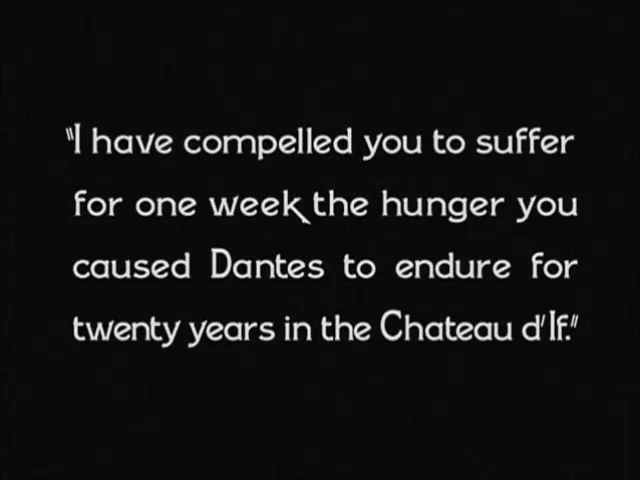 "I have compelled you to suffer
for one week the hunger you
caused Dantes to endure for
twenty years in the Chateau d'If."